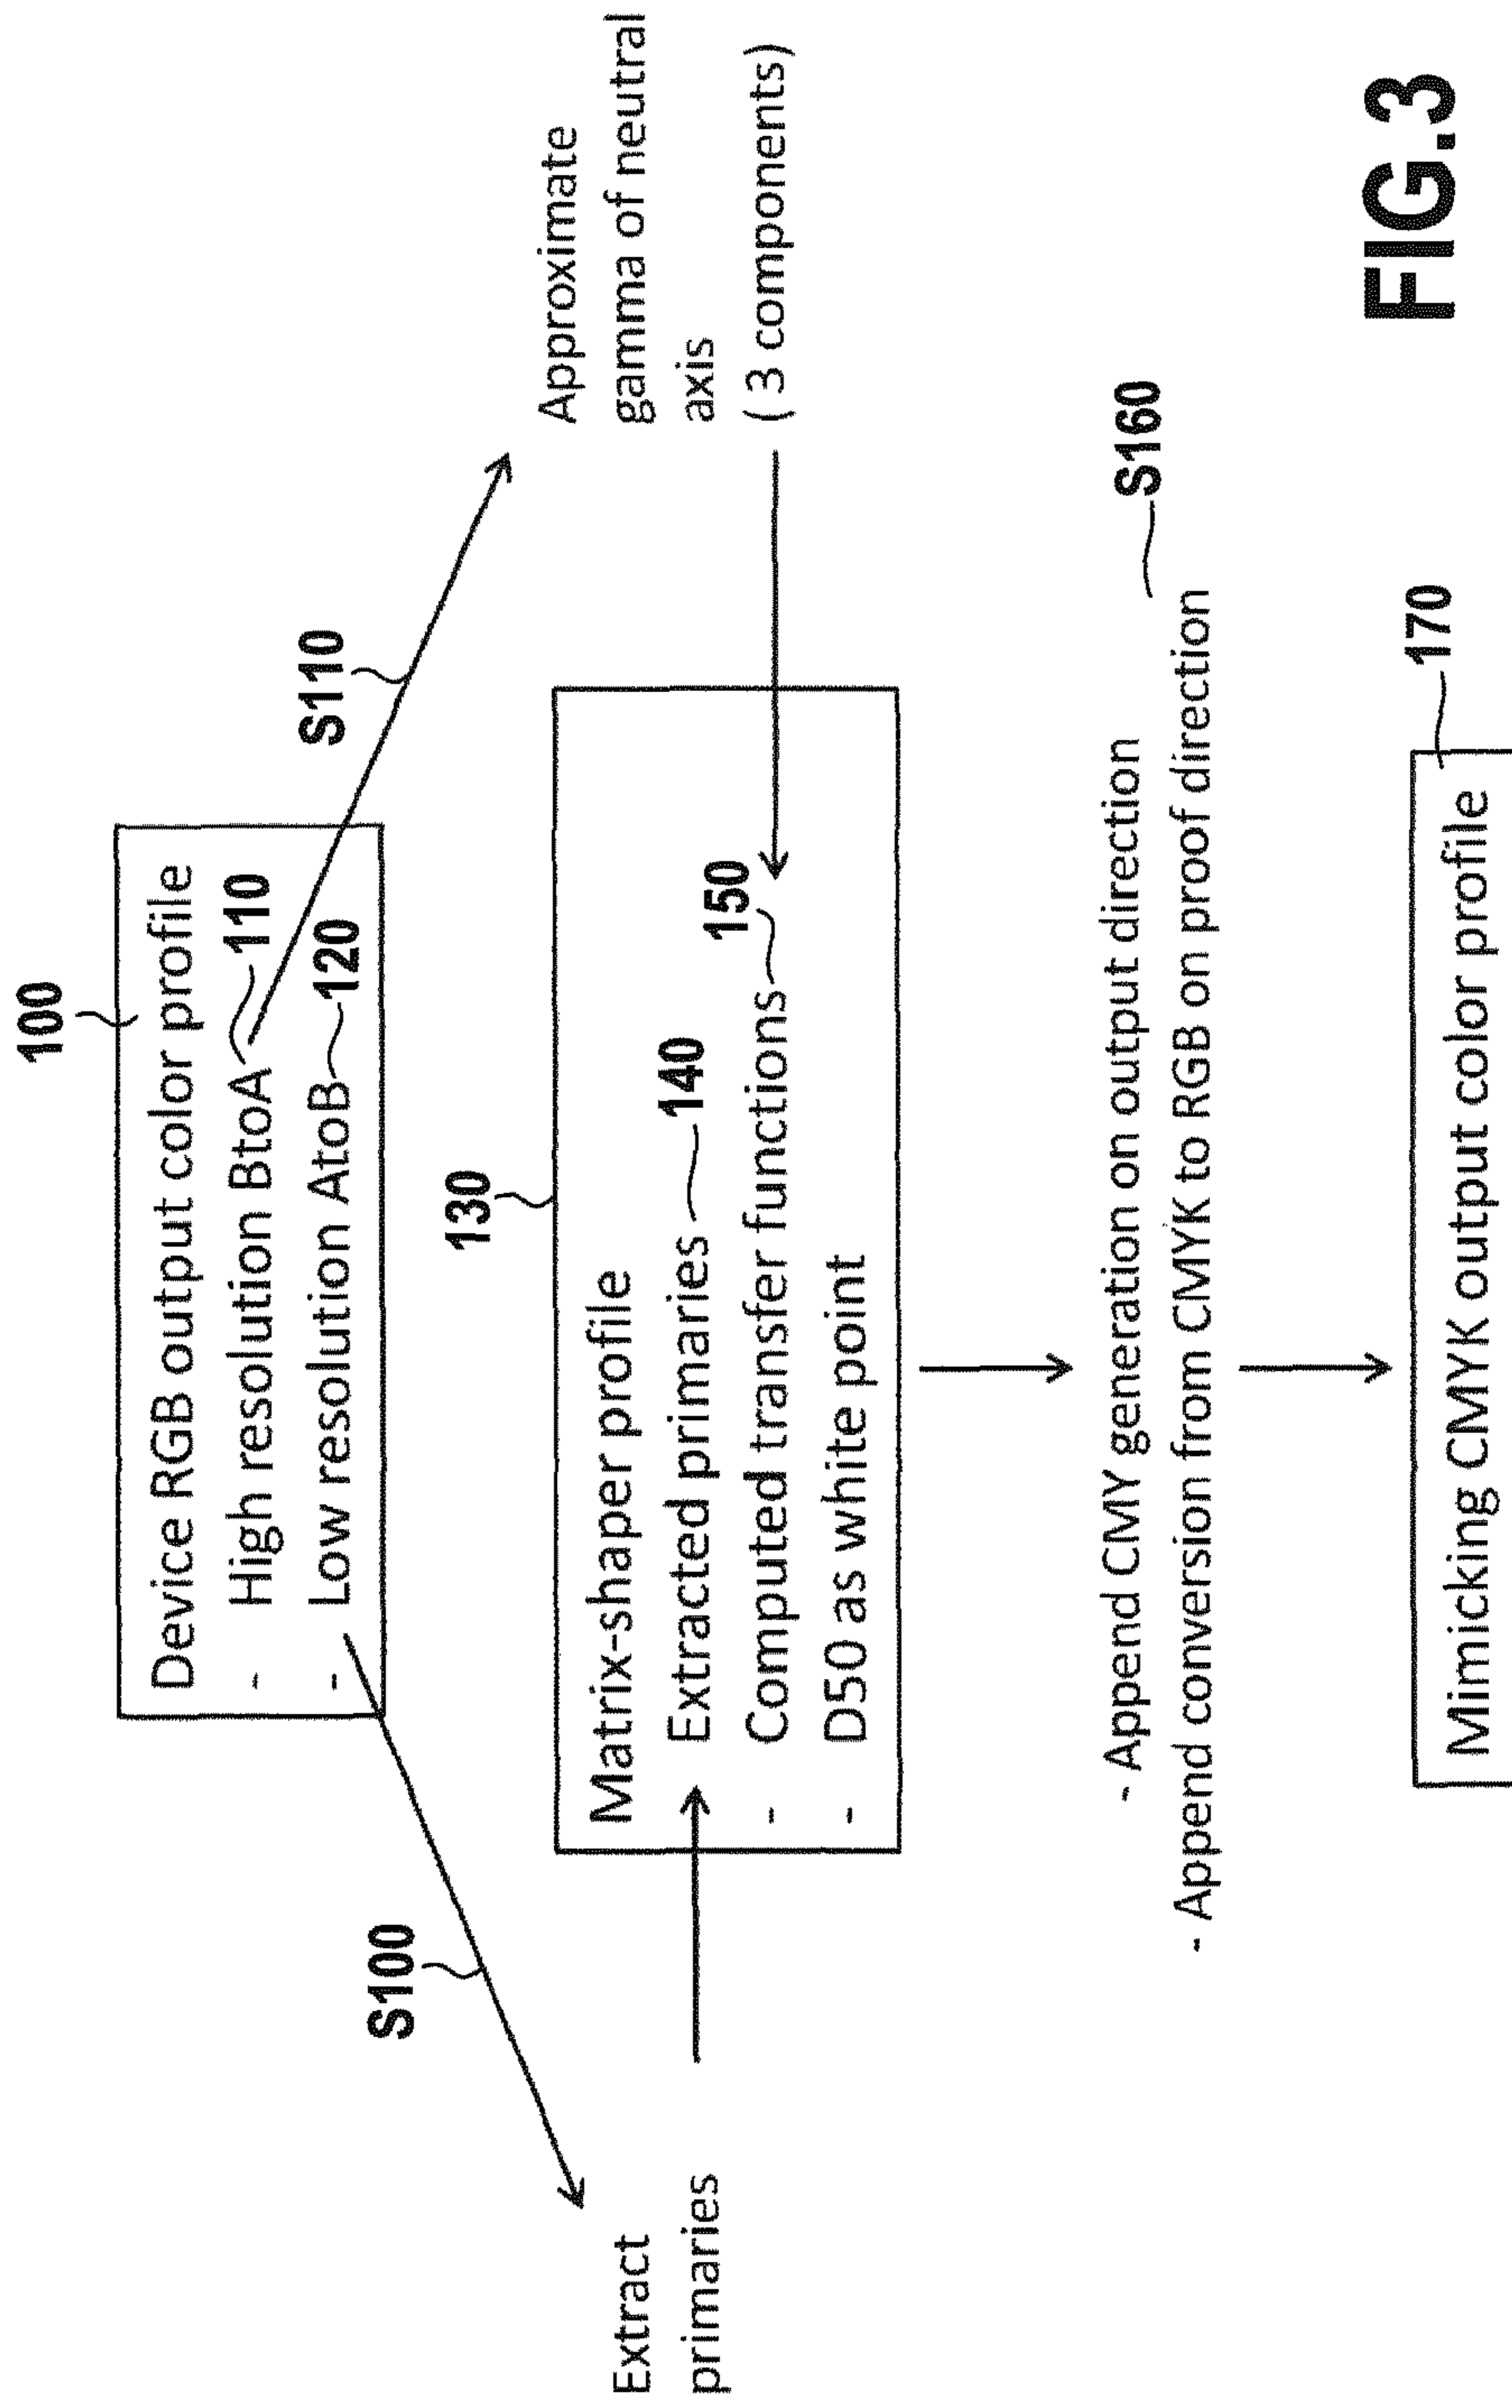 100
Device RGB output color profile
- High resolution BtoA 110
- Low resolution AtoB 120
S100
S110
Extract
primaries
Approximate
gamma of neutral
axis
( 3 components)
130
Matrix-shaper profile
Extracted primaries 140
- Computed transfer functions 150
- D50 as white point
S160
- Append CMY generation on output direction
- Append conversion from CMYK to RGB on proof direction
170
Mimicking CMYK output color profile
FIG.3